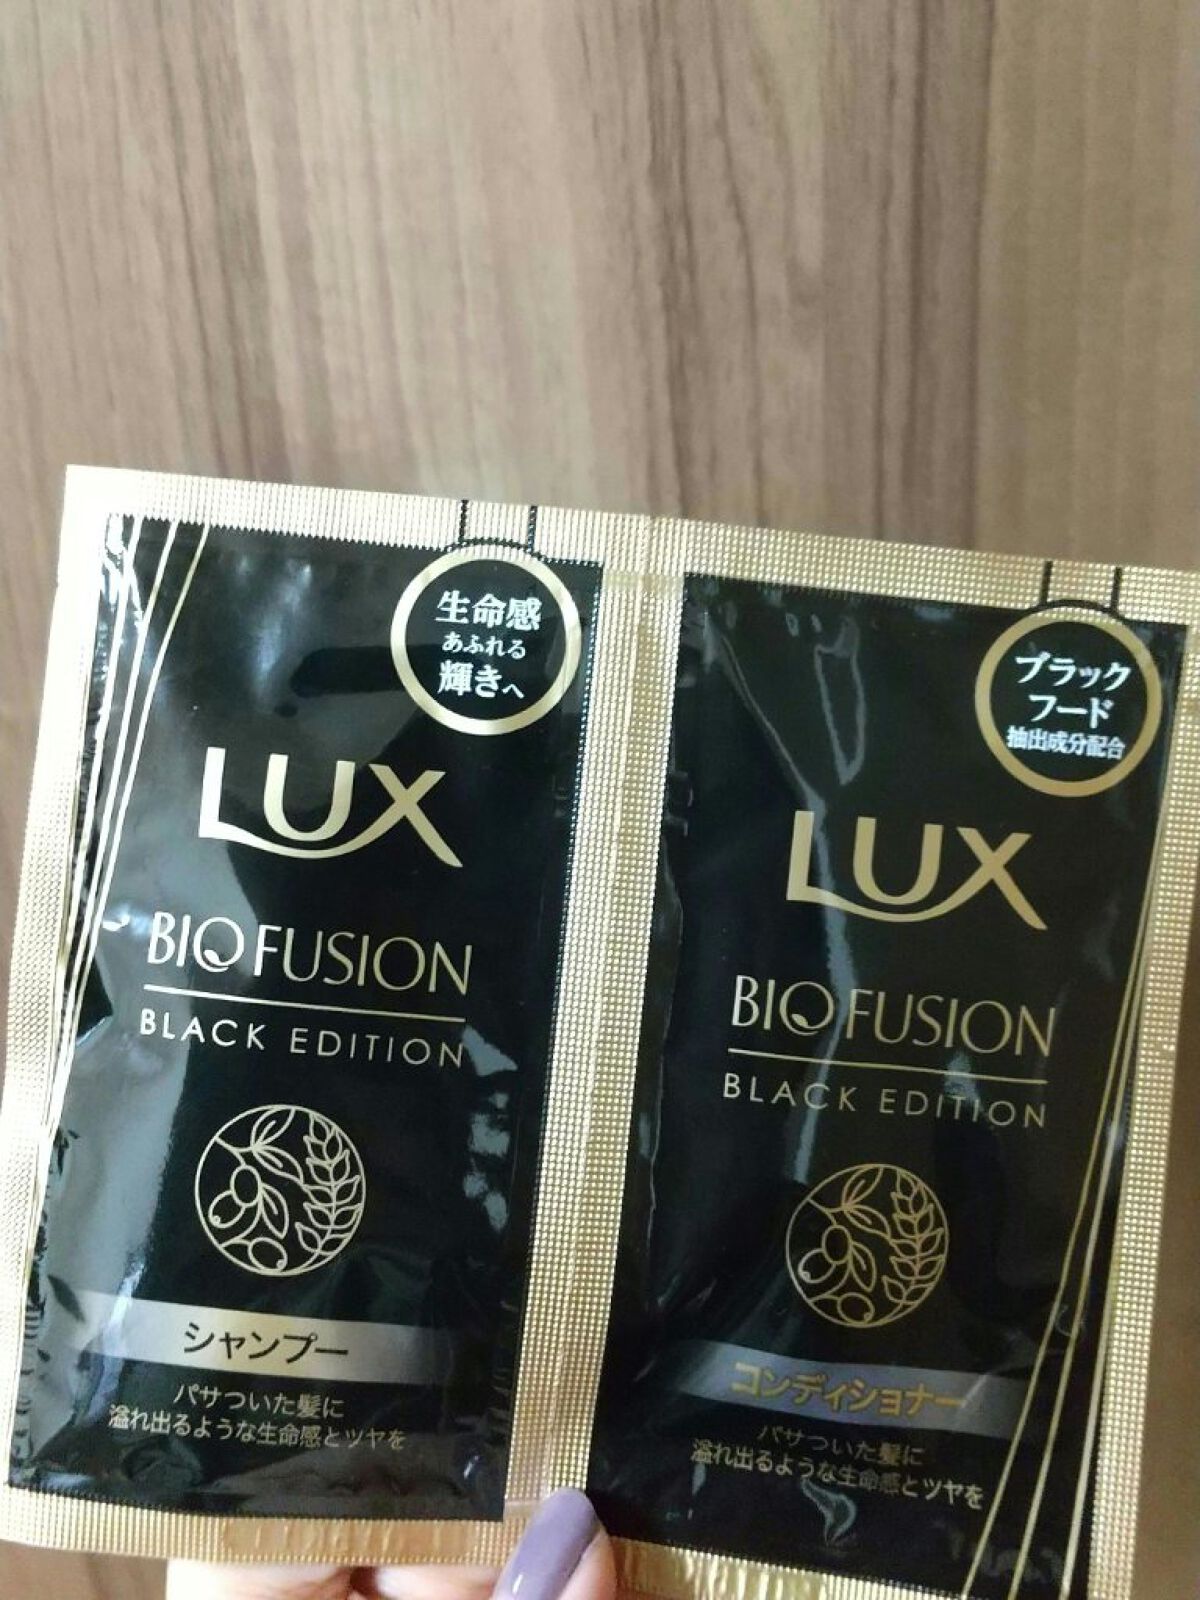 生命感
あふれる
輝きへ
LUX
BIO FUSION
BLACK EDITION
シャンプー
パサついた髪に
溢れ出るような生命感とツヤを
ブラック
フード
抽出成分配合
LUX
BIO FUSION
BLACK EDITION
コンディショナー
パサついた髪に
溢れ出るような生命感とツヤを